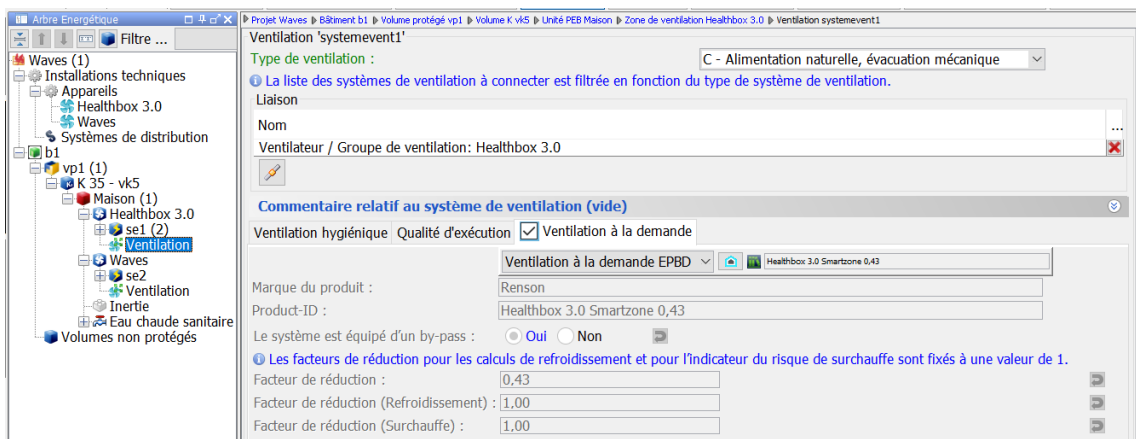 Arbre Energétique
Filtre ...
Waves (1)
Installations techniques
Appareils
Healthbox 3.0
Waves
Systèmes de distribution
b1
vp1 (1)
K 35 - vk5
Maison (1)
Healthbox 3.0
se1 (2)
Ventilation
Waves
se2
Ventilation
Inertie
Eau chaude sanitaire
Volumes non protégés
Projet Waves Bâtiment b1 Volume protégé vp1 Volume K vk5 Unité PEB Maison Zone de ventilation Healthbox 3.0 Ventilation systemevent1
Ventilation 'systemevent1'
Type de ventilation : C - Alimentation naturelle, évacuation mécanique
La liste des systèmes de ventilation à connecter est filtrée en fonction du type de système de ventilation.
Liaison
Nom ...
Ventilateur / Groupe de ventilation: Healthbox 3.0
Commentaire relatif au système de ventilation (vide)
Ventilation hygiénique Qualité d'exécution Ventilation à la demande
Ventilation à la demande EPBD Healthbox 3.0 Smartzone 0,43
Marque du produit : Renson
Product-ID : Healthbox 3.0 Smartzone 0,43
Le système est équipé d'un by-pass : Oui Non
Les facteurs de réduction pour les calculs de refroidissement et pour l'indicateur du risque de surchauffe sont fixés à une valeur de 1.
Facteur de réduction : 0,43
Facteur de réduction (Refroidissement) : 1,00
Facteur de réduction (Surchauffe) : 1,00